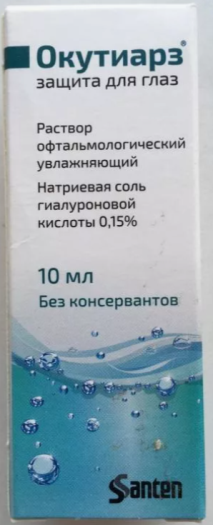 Окутиарз®
защита для глаз
Раствор
офтальмологический
увлажняющий
Натриевая соль
гиалуроновой
кислоты 0,15%
10 мл
Без консервантов
Santen